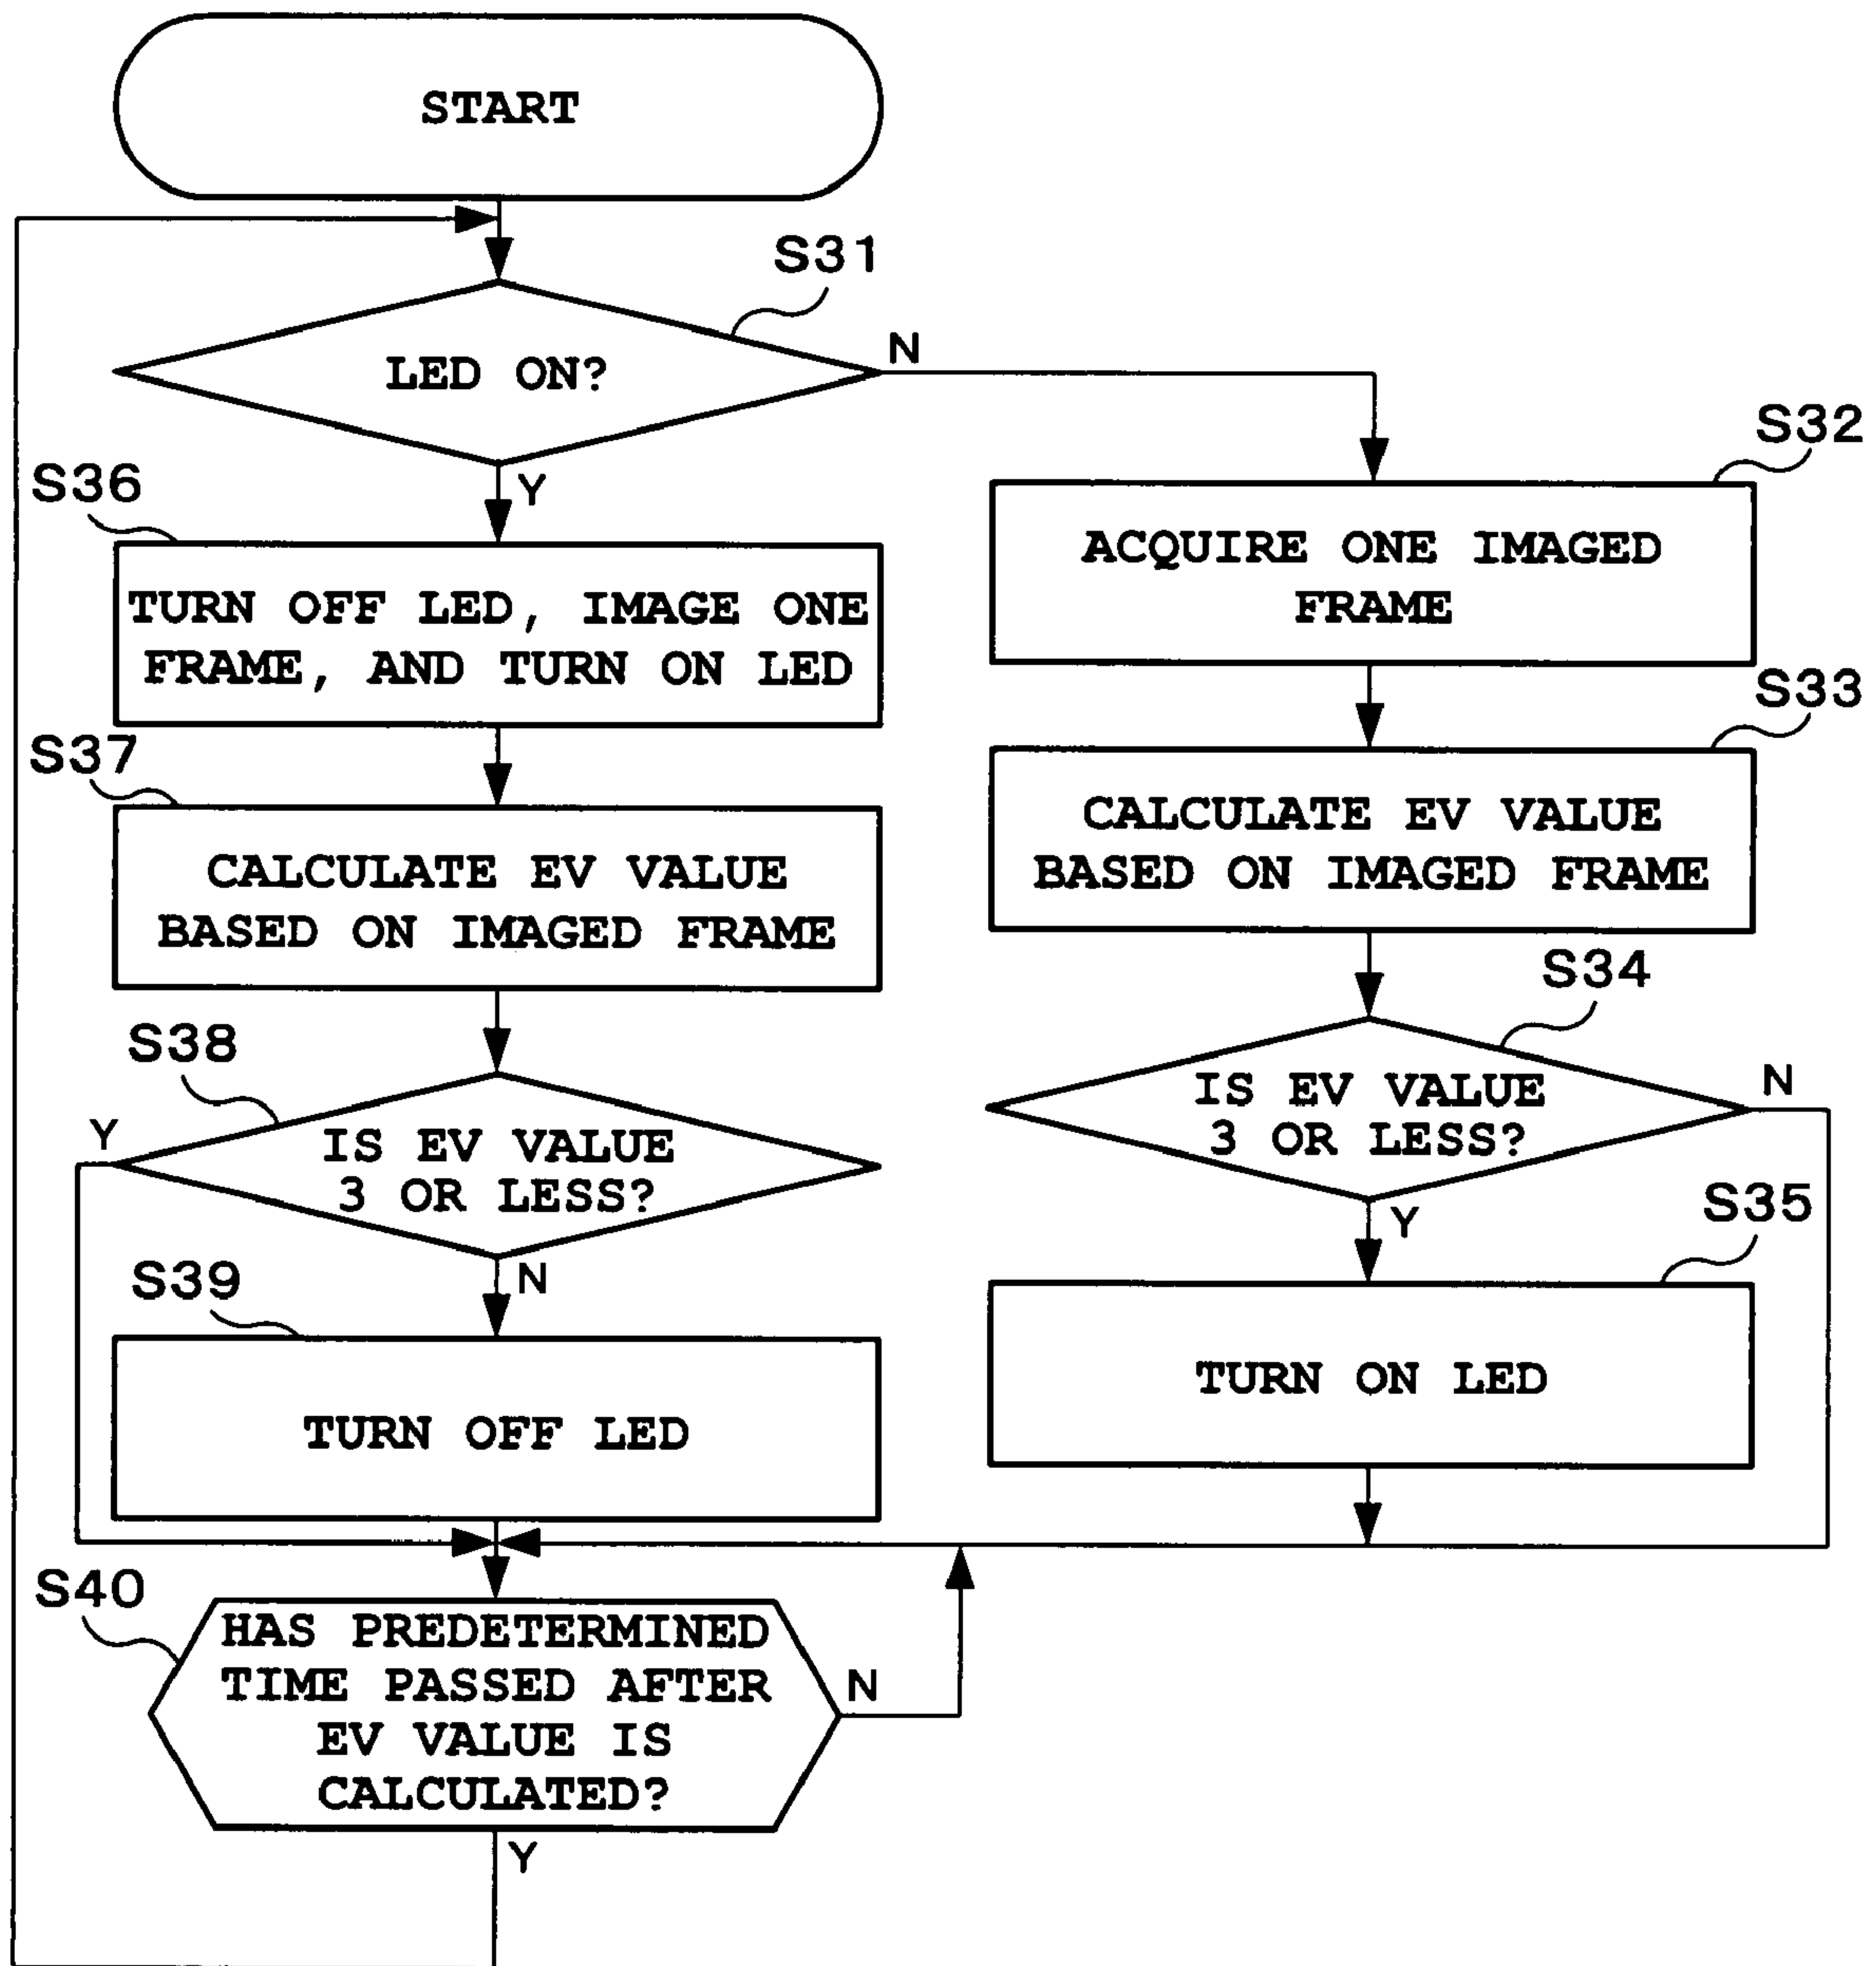 START
S31
LED ON?
N
Y
S36
TURN OFF LED, IMAGE ONE
FRAME, AND TURN ON LED
S37
CALCULATE EV VALUE
BASED ON IMAGED FRAME
S38
Y
IS EV VALUE
3 OR LESS?
N
S39
TURN OFF LED
S32
ACQUIRE ONE IMAGED
FRAME
S33
CALCULATE EV VALUE
BASED ON IMAGED FRAME
S34
IS EV VALUE
3 OR LESS?
N
Y
S35
TURN ON LED
S40
HAS PREDETERMINED
TIME PASSED AFTER
EV VALUE IS
CALCULATED?
N
Y